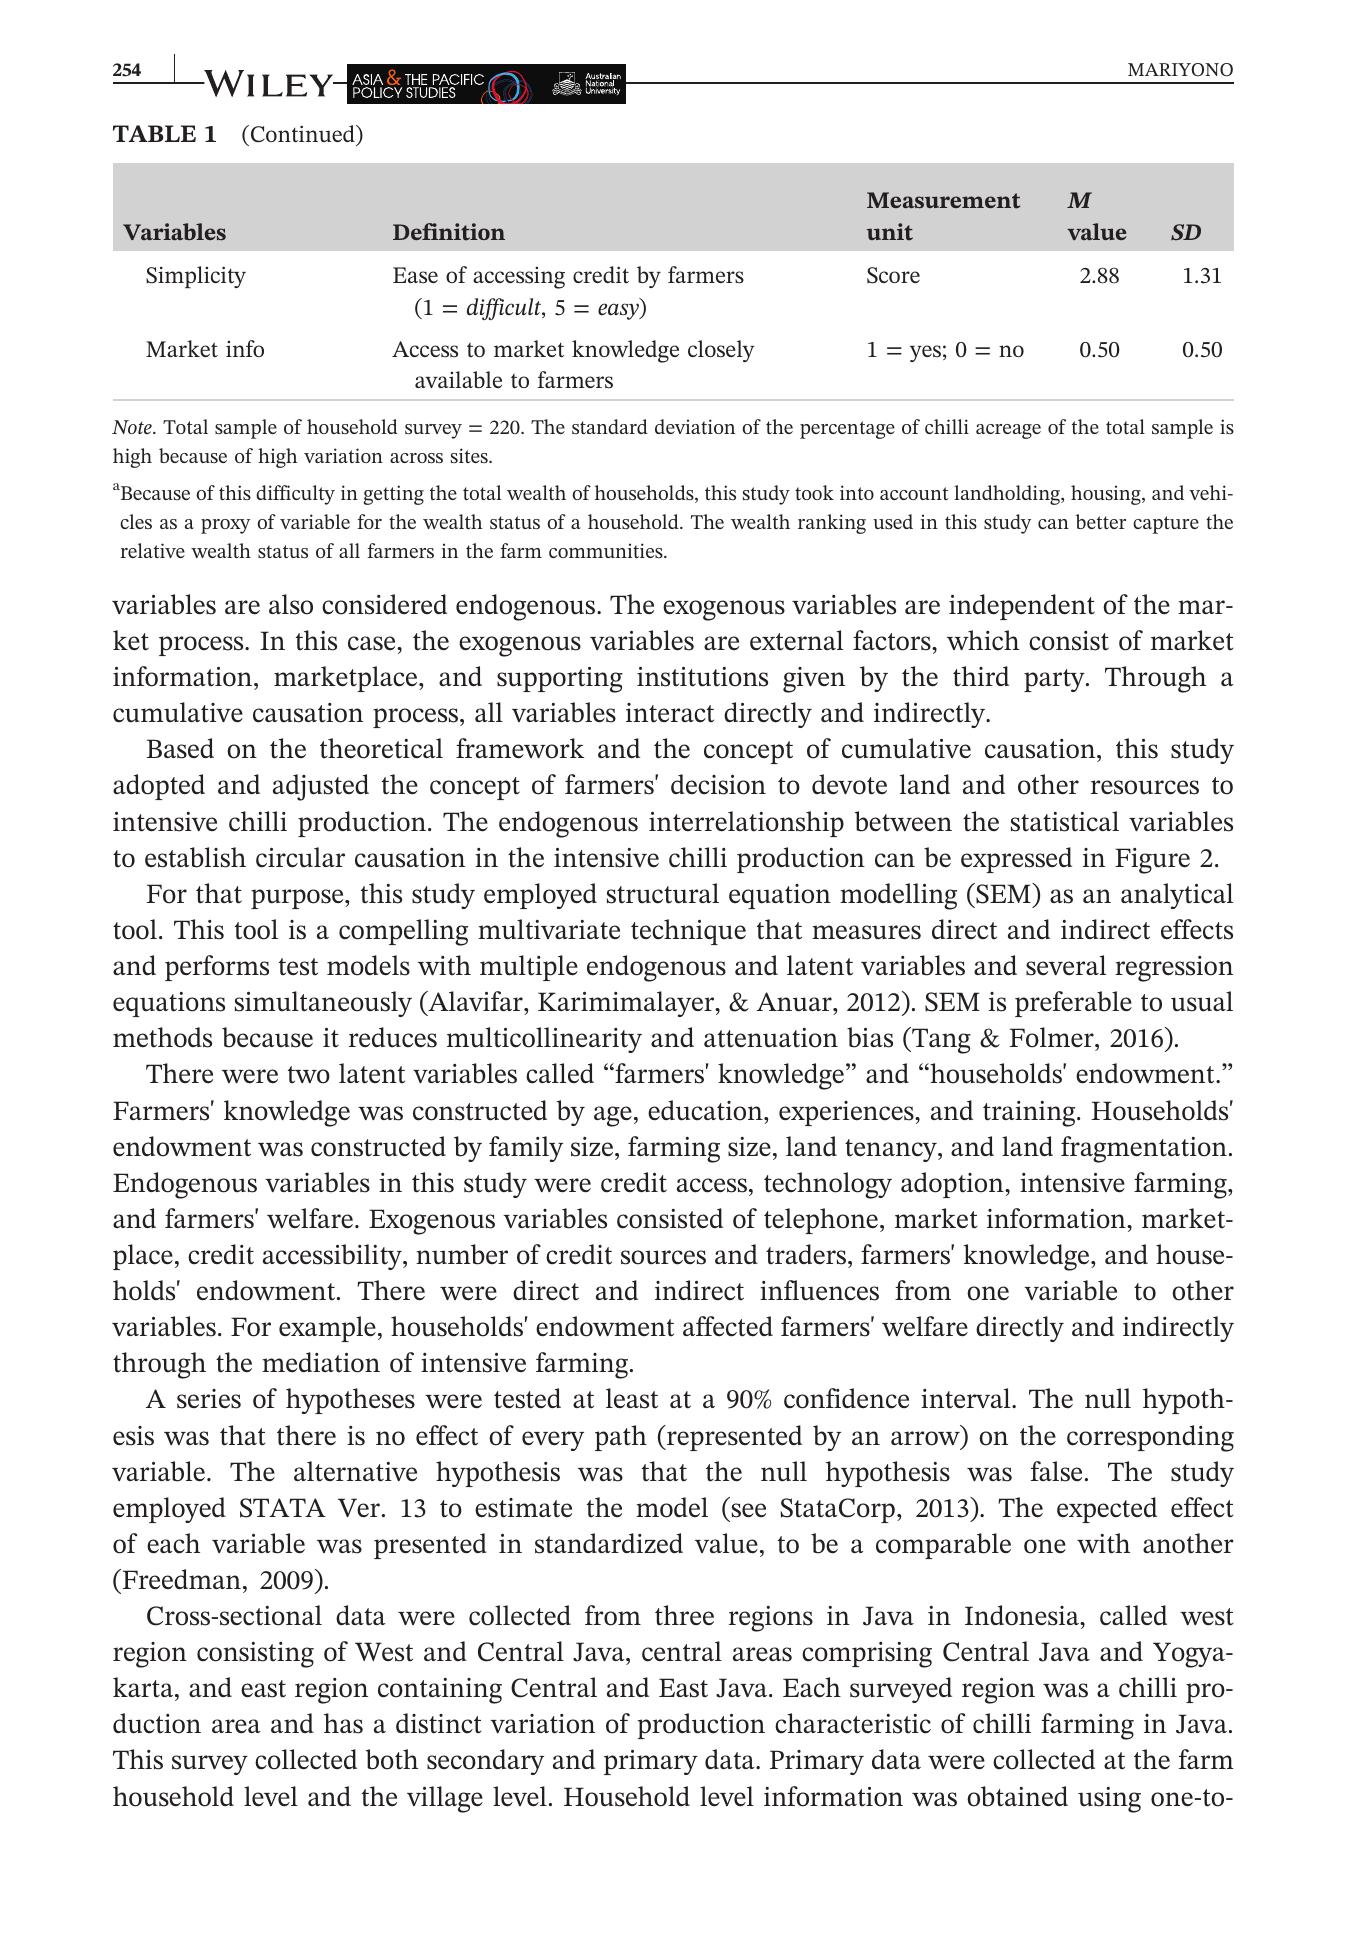 254
WILEY
ASIA & THE PACIFIC
POLICY STUDIES
Australian
National
University
MARIYONO
TABLE 1 (Continued)
Measurement M
Variables Definition unit value SD
Simplicity Ease of accessing credit by farmers Score 2.88 1.31
(1 = difficult, 5 = easy)
Market info Access to market knowledge closely 1 = yes; 0 = no 0.50 0.50
available to farmers
Note. Total sample of household survey = 220. The standard deviation of the percentage of chilli acreage of the total sample is
high because of high variation across sites.
aBecause of this difficulty in getting the total wealth of households, this study took into account landholding, housing, and vehi-
cles as a proxy of variable for the wealth status of a household. The wealth ranking used in this study can better capture the
relative wealth status of all farmers in the farm communities.
variables are also considered endogenous. The exogenous variables are independent of the mar-
ket process. In this case, the exogenous variables are external factors, which consist of market
information, marketplace, and supporting institutions given by the third party. Through a
cumulative causation process, all variables interact directly and indirectly.
Based on the theoretical framework and the concept of cumulative causation, this study
adopted and adjusted the concept of farmers' decision to devote land and other resources to
intensive chilli production. The endogenous interrelationship between the statistical variables
to establish circular causation in the intensive chilli production can be expressed in Figure 2.
For that purpose, this study employed structural equation modelling (SEM) as an analytical
tool. This tool is a compelling multivariate technique that measures direct and indirect effects
and performs test models with multiple endogenous and latent variables and several regression
equations simultaneously (Alavifar, Karimimalayer, & Anuar, 2012). SEM is preferable to usual
methods because it reduces multicollinearity and attenuation bias (Tang & Folmer, 2016).
There were two latent variables called “farmers' knowledge” and “households' endowment.”
Farmers' knowledge was constructed by age, education, experiences, and training. Households'
endowment was constructed by family size, farming size, land tenancy, and land fragmentation.
Endogenous variables in this study were credit access, technology adoption, intensive farming,
and farmers' welfare. Exogenous variables consisted of telephone, market information, market-
place, credit accessibility, number of credit sources and traders, farmers' knowledge, and house-
holds' endowment. There were direct and indirect influences from one variable to other
variables. For example, households' endowment affected farmers' welfare directly and indirectly
through the mediation of intensive farming.
A series of hypotheses were tested at least at a 90% confidence interval. The null hypoth-
esis was that there is no effect of every path (represented by an arrow) on the corresponding
variable. The alternative hypothesis was that the null hypothesis was false. The study
employed STATA Ver. 13 to estimate the model (see StataCorp, 2013). The expected effect
of each variable was presented in standardized value, to be a comparable one with another
(Freedman, 2009).
Cross-sectional data were collected from three regions in Java in Indonesia, called west
region consisting of West and Central Java, central areas comprising Central Java and Yogya-
karta, and east region containing Central and East Java. Each surveyed region was a chilli pro-
duction area and has a distinct variation of production characteristic of chilli farming in Java.
This survey collected both secondary and primary data. Primary data were collected at the farm
household level and the village level. Household level information was obtained using one-to-